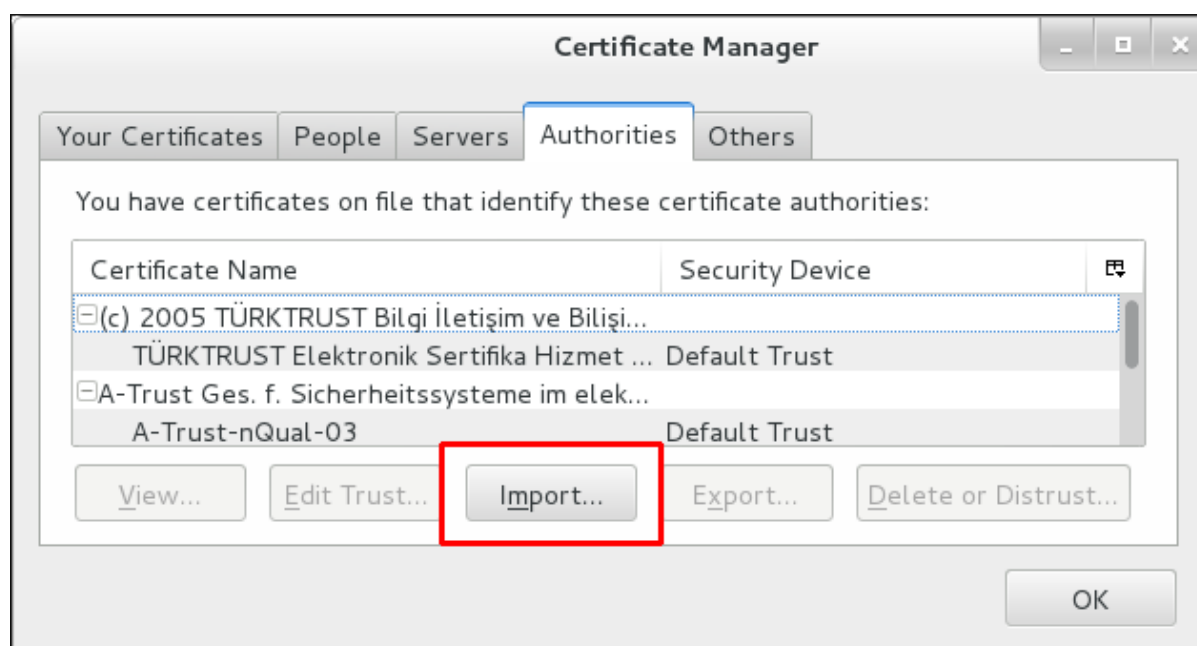 Certificate Manager
Your Certificates People Servers Authorities Others
You have certificates on file that identify these certificate authorities:
Certificate Name Security Device
(c) 2005 TÜRKTRUST Bilgi İletişim ve Bilişi...
TÜRKTRUST Elektronik Sertifika Hizmet ... Default Trust
A-Trust Ges. f. Sicherheitssysteme im elek...
A-Trust-nQual-03 Default Trust
View... Edit Trust... Import... Export... Delete or Distrust...
OK